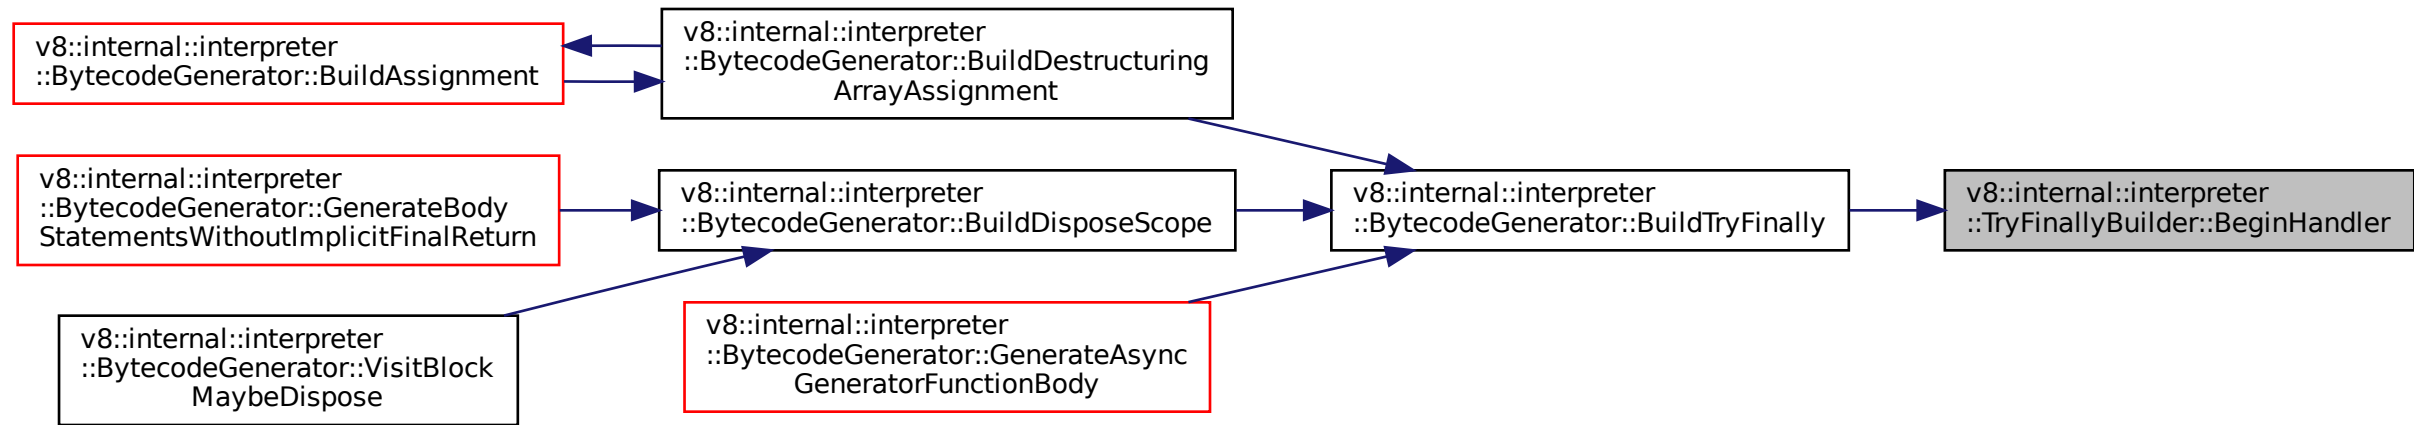 v8::internal::interpreter
::BytecodeGenerator::BuildAssignment
v8::internal::interpreter
::BytecodeGenerator::BuildDestructuring
ArrayAssignment
v8::internal::interpreter
::BytecodeGenerator::GenerateBody
StatementsWithoutImplicitFinalReturn
v8::internal::interpreter
::BytecodeGenerator::BuildDisposeScope
v8::internal::interpreter
::BytecodeGenerator::BuildTryFinally
v8::internal::interpreter
::TryFinallyBuilder::BeginHandler
v8::internal::interpreter
::BytecodeGenerator::VisitBlock
MaybeDispose
v8::internal::interpreter
::BytecodeGenerator::GenerateAsync
GeneratorFunctionBody